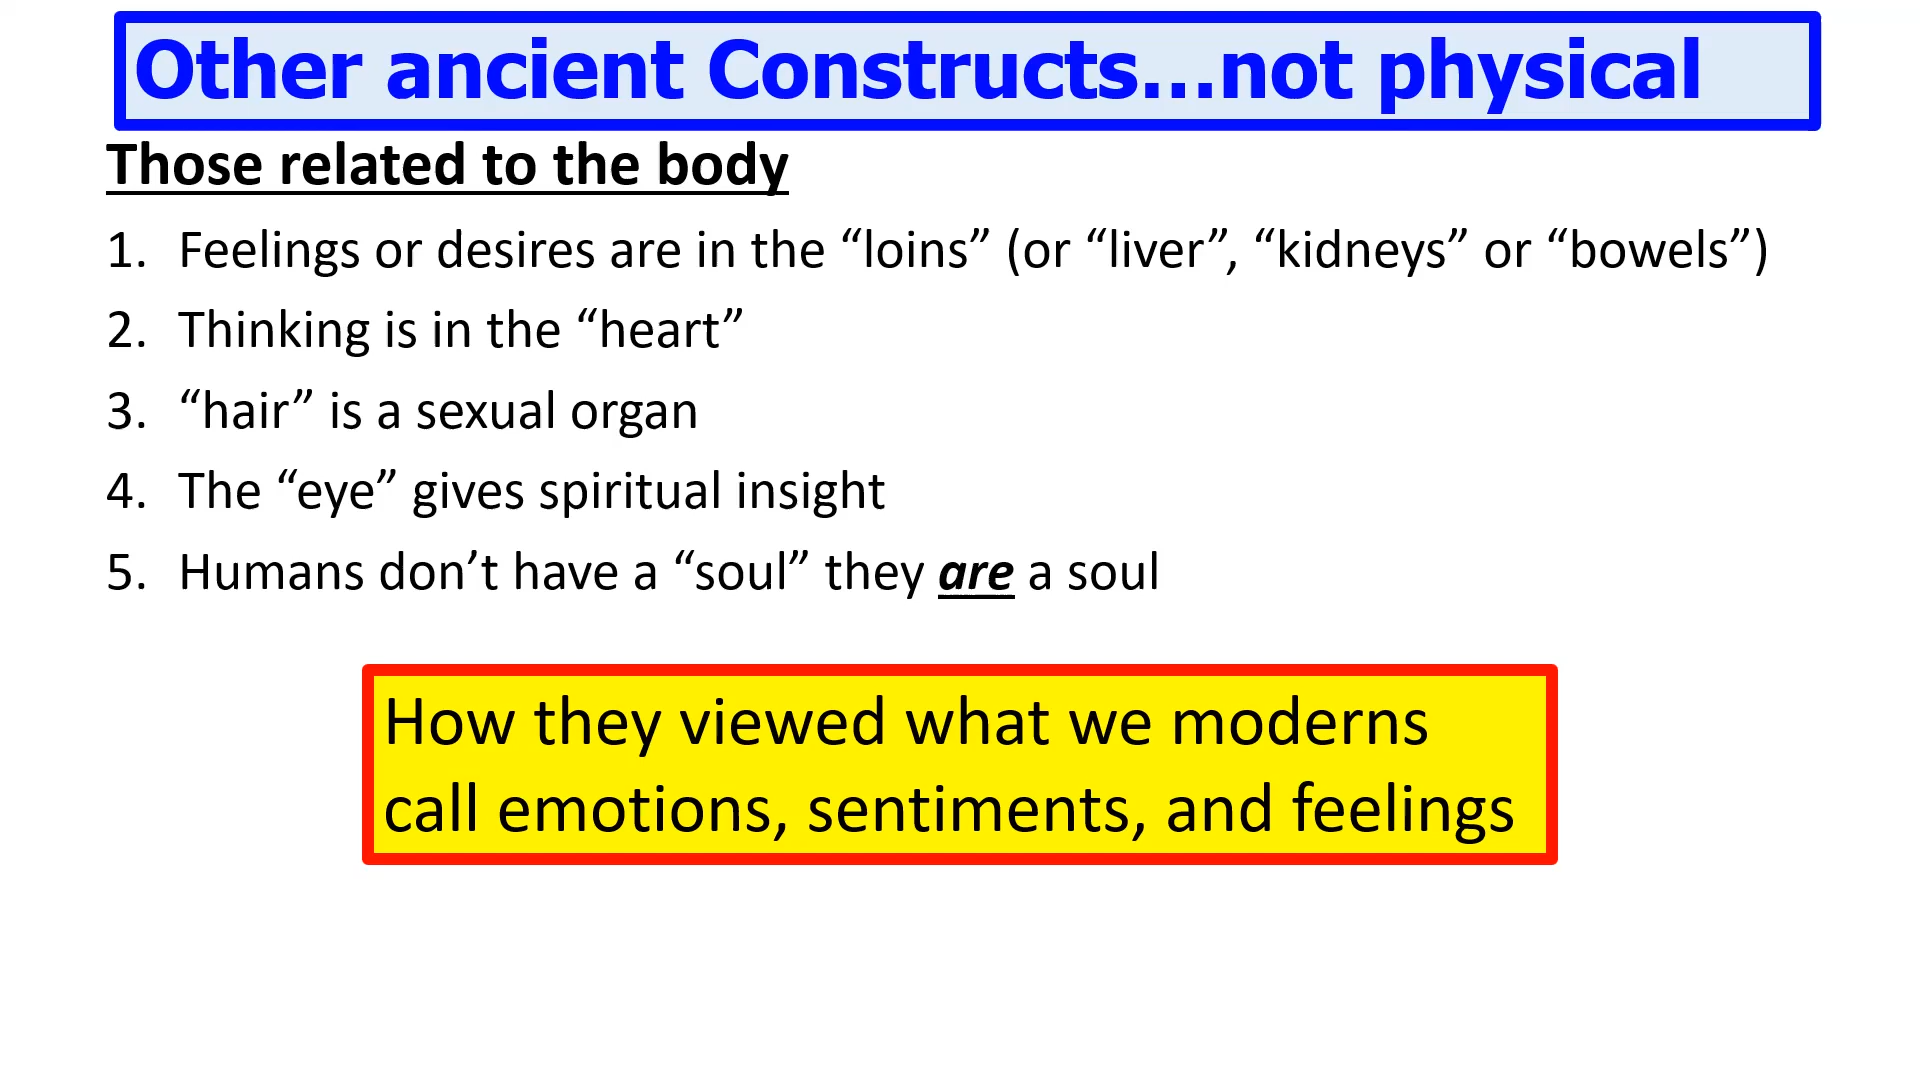 Other ancient Constructs…not physical
Those related to the body
1. Feelings or desires are in the “loins” (or “liver”, “kidneys” or “bowels”)
2. Thinking is in the “heart”
3. “hair” is a sexual organ
4. The “eye” gives spiritual insight
5. Humans don’t have a “soul” they are a soul
How they viewed what we moderns
call emotions, sentiments, and feelings